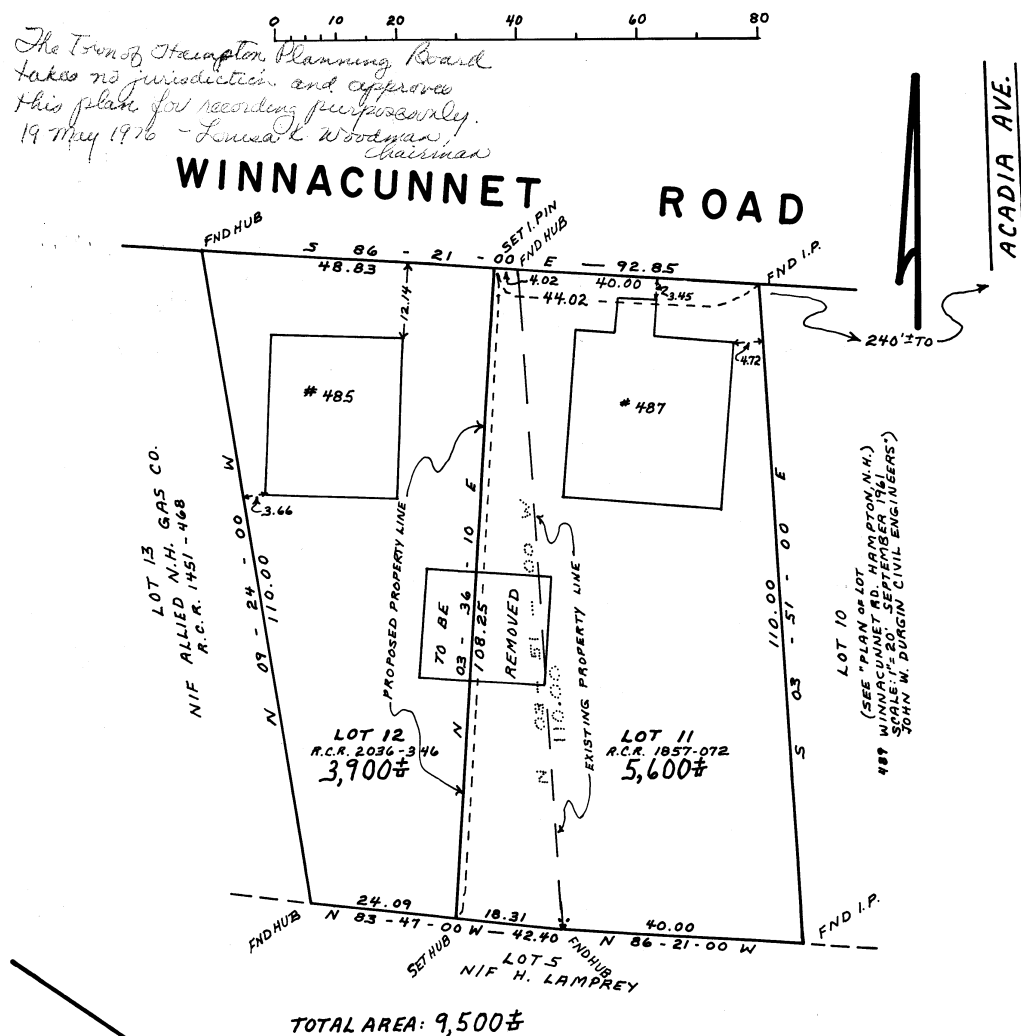 0 10 20 40 60 80
The Town of Hampton Planning Board
takes no jurisdiction and approves
this plan for recording purposes only.
19 May 1976 - Louisa K. Woodman,
Chairman
WINNACUNNET ROAD
ACADIA AVE.
FND HUB
SET I. PIN
FND HUB
FND I.P.
S 86 - 21 - 00 E — 92.85
48.83
4.02
40.00
44.02
3.45
12.14
240'± TO
4.72
# 485
# 487
3.66
LOT 13
N/F ALLIED N.H. GAS CO.
R.C.R. 1451 - 468
N 09 - 24 - 00 W
110.00
PROPOSED PROPERTY LINE
N 03 - 36 - 10 E
108.25
TO BE
REMOVED
N 03 - 51 - 00 W
110.00
EXISTING PROPERTY LINE
S 03 - 51 - 00 E
110.00
LOT 10
(SEE "PLAN OF LOT
489 WINNACUNNET RD. HAMPTON, N.H.)
SCALE: 1"= 20' SEPTEMBER 1961
JOHN W. DURGIN CIVIL ENGINEERS")
LOT 12
R.C.R. 2036-346
3,900±
LOT 11
R.C.R. 1857-072
5,600±
24.09
18.31
40.00
N 83-47-00 W — 42.40
N 86-21-00 W
FND HUB
SET HUB
FND HUB
FND I.P.
LOT 5
N/F H. LAMPREY
TOTAL AREA: 9,500±